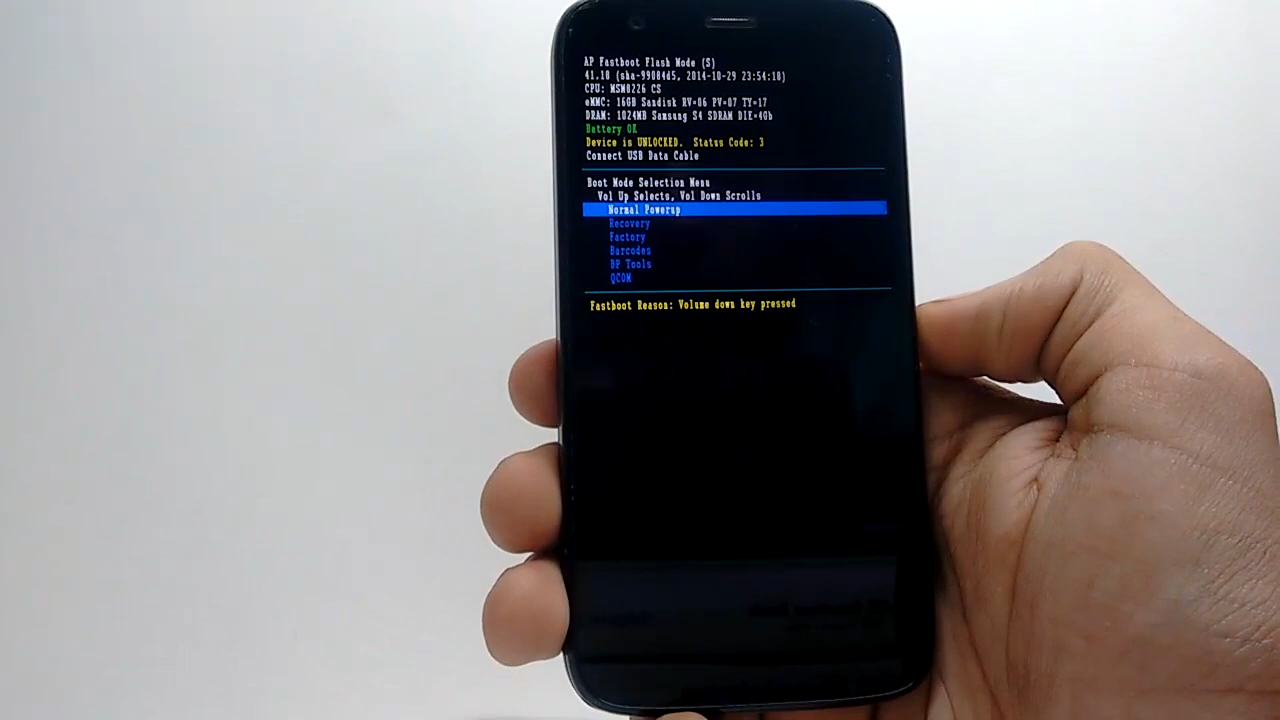 AP Fastboot Flash Mode (S)
41.18 (sha-99084d5, 2014-10-29 23:54:18)
CPU: MSM8226 CS
eMMC: 16GB Sandisk RV=06 PV=07 TY=17
DRAM: 1024MB Samsung S4 SDRAM DIE=4Gb
Battery OK
Device is UNLOCKED. Status Code: 3
Connect USB Data Cable
Boot Mode Selection Menu
Vol Up Selects, Vol Down Scrolls
Normal Powerup
Recovery
Factory
Barcodes
BP Tools
QCOM
Fastboot Reason: Volume down key pressed